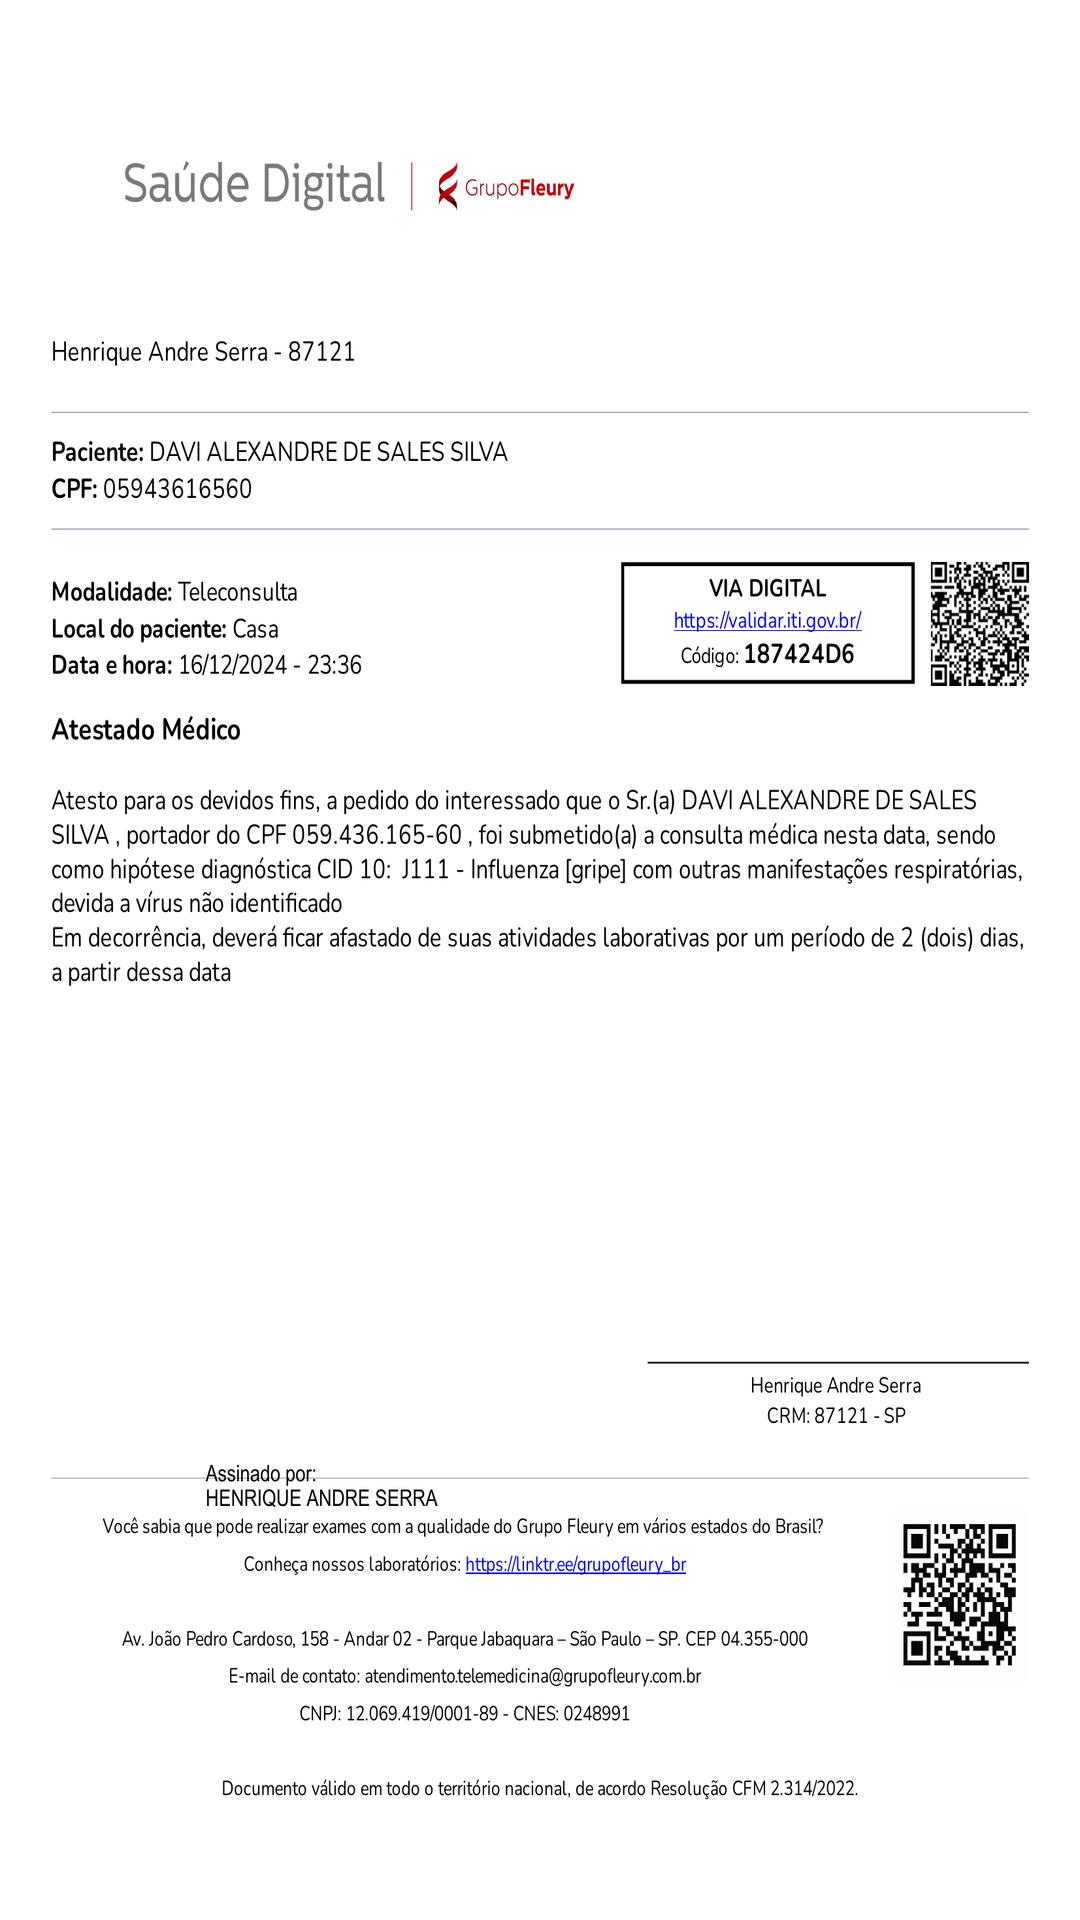 Saúde Digital | GrupoFleury
Henrique Andre Serra - 87121
Paciente: DAVI ALEXANDRE DE SALES SILVA
CPF: 05943616560
Modalidade: Teleconsulta
Local do paciente: Casa
Data e hora: 16/12/2024 - 23:36
VIA DIGITAL
https://validar.iti.gov.br/
Código: 187424D6
Atestado Médico
Atesto para os devidos fins, a pedido do interessado que o Sr.(a) DAVI ALEXANDRE DE SALES
SILVA , portador do CPF 059.436.165-60 , foi submetido(a) a consulta médica nesta data, sendo
como hipótese diagnóstica CID 10:  J111 - Influenza [gripe] com outras manifestações respiratórias,
devida a vírus não identificado
Em decorrência, deverá ficar afastado de suas atividades laborativas por um período de 2 (dois) dias,
a partir dessa data
Henrique Andre Serra
CRM: 87121 - SP
Assinado por:
HENRIQUE ANDRE SERRA
Você sabia que pode realizar exames com a qualidade do Grupo Fleury em vários estados do Brasil?
Conheça nossos laboratórios: https://linktr.ee/grupofleury_br
Av. João Pedro Cardoso, 158 - Andar 02 - Parque Jabaquara – São Paulo – SP. CEP 04.355-000
E-mail de contato: atendimento.telemedicina@grupofleury.com.br
CNPJ: 12.069.419/0001-89 - CNES: 0248991
Documento válido em todo o território nacional, de acordo Resolução CFM 2.314/2022.